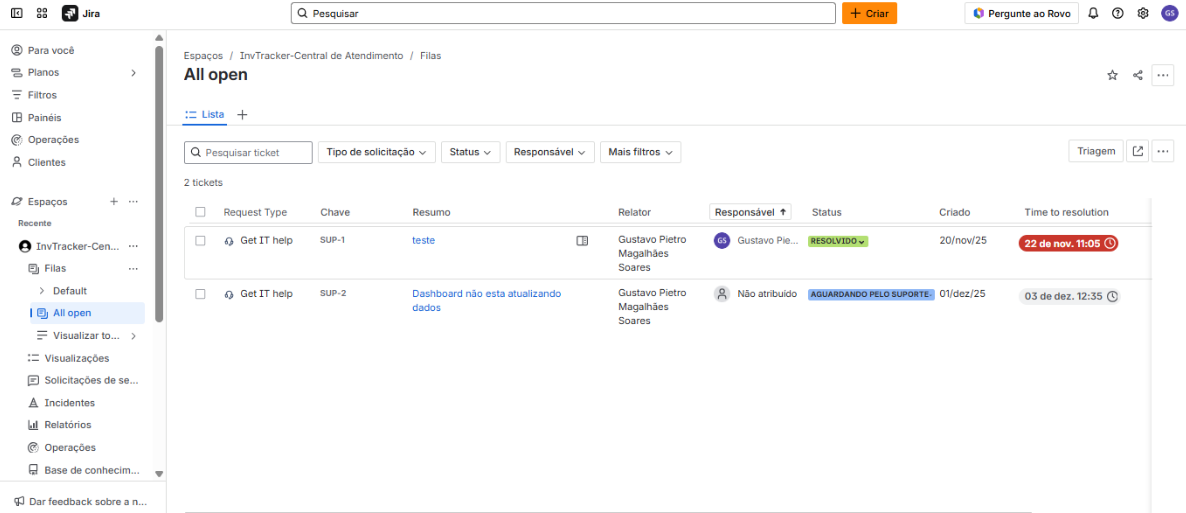 Jira
Pesquisar
Criar
Pergunte ao Rovo
GS
Para você
Planos
Filtros
Painéis
Operações
Clientes
Espaços
Recente
InvTracker-Cen...
Filas
Default
All open
Visualizar to...
Visualizações
Solicitações de se...
Incidentes
Relatórios
Operações
Base de conhecim...
Dar feedback sobre a n...
Espaços / InvTracker-Central de Atendimento / Filas
All open
Lista
Pesquisar ticket
Tipo de solicitação
Status
Responsável
Mais filtros
Triagem
2 tickets
Request Type Chave Resumo Relator Responsável Status Criado Time to resolution
Get IT help SUP-1 teste Gustavo Pietro GS Gustavo Pie... RESOLVIDO 20/nov/25 22 de nov. 11:05
Magalhães
Soares
Get IT help SUP-2 Dashboard não esta atualizando Gustavo Pietro Não atribuído AGUARDANDO PELO SUPORTE 01/dez/25 03 de dez. 12:35
dados Magalhães
Soares